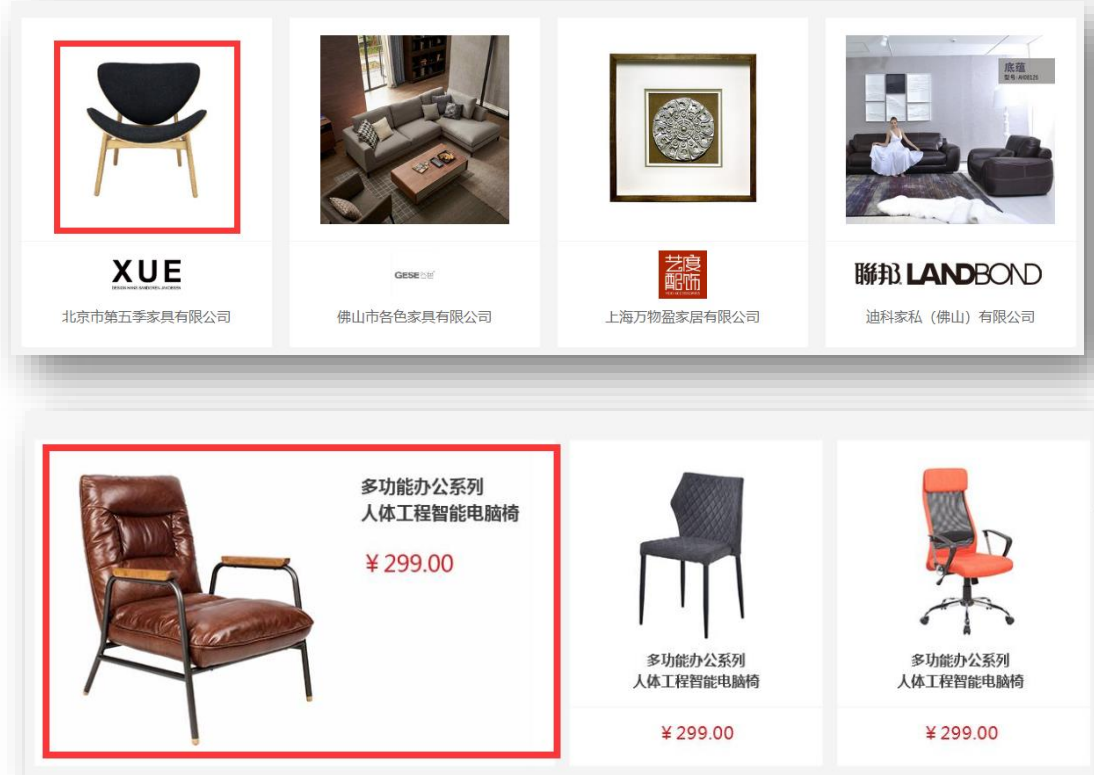 底蕴
XUE
GESE
艺度
配饰
聯邦 LANDBOND
北京市第五季家具有限公司
佛山市各色家具有限公司
上海万物盈家居有限公司
迪科家私（佛山）有限公司
多功能办公系列
人体工程智能电脑椅
¥299.00
多功能办公系列
人体工程智能电脑椅
¥299.00
多功能办公系列
人体工程智能电脑椅
¥299.00